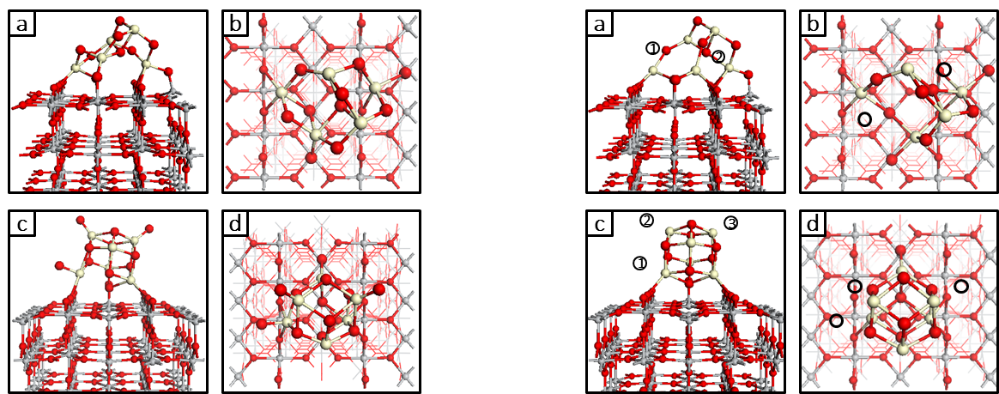 a b a b
① ②
c d c d
② ③
①